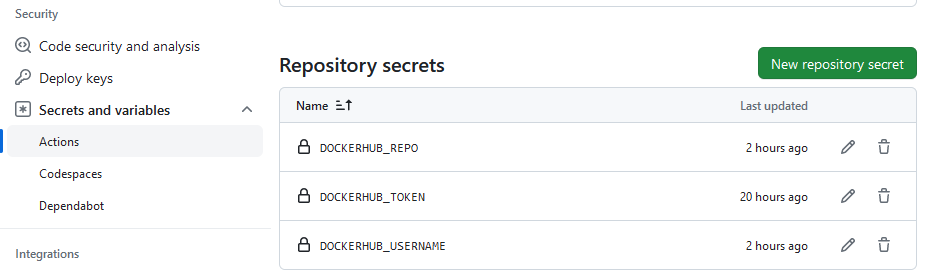 Security
Code security and analysis
Deploy keys
Secrets and variables
Actions
Codespaces
Dependabot
Integrations
Repository secrets
New repository secret
Name Last updated
DOCKERHUB_REPO 2 hours ago
DOCKERHUB_TOKEN 20 hours ago
DOCKERHUB_USERNAME 2 hours ago